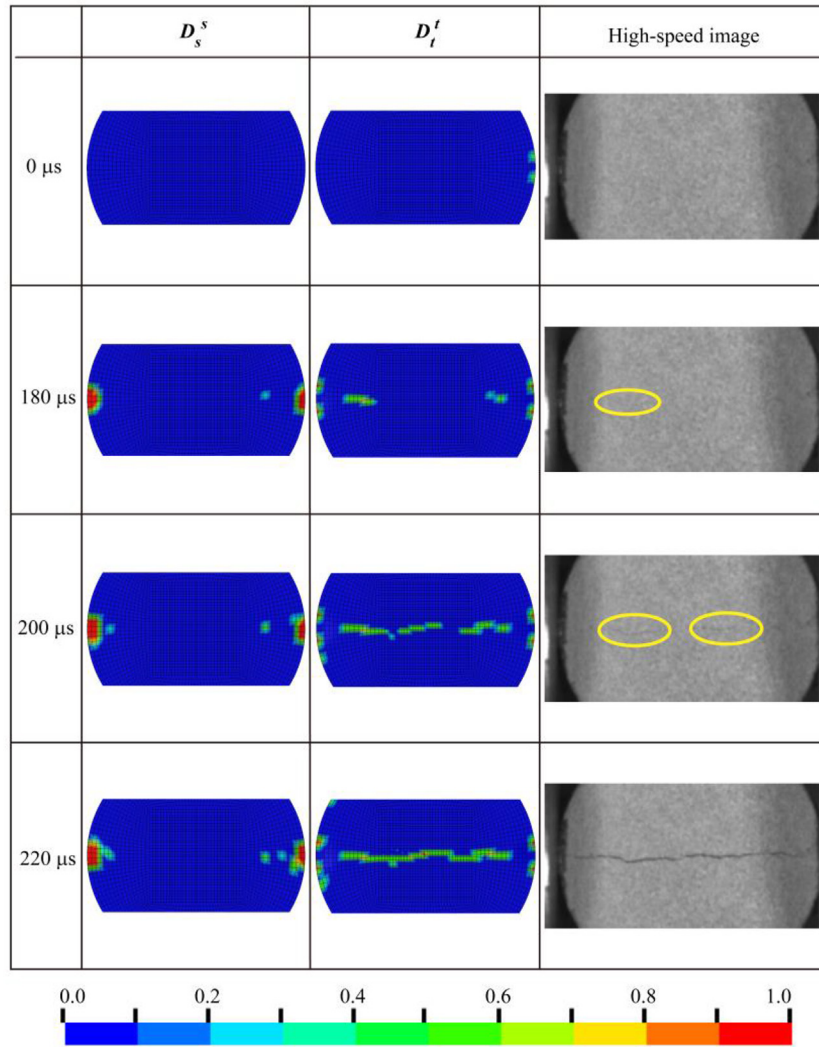 D_s^s D_t^t High-speed image
0 μs
180 μs
200 μs
220 μs
0.0 0.2 0.4 0.6 0.8 1.0